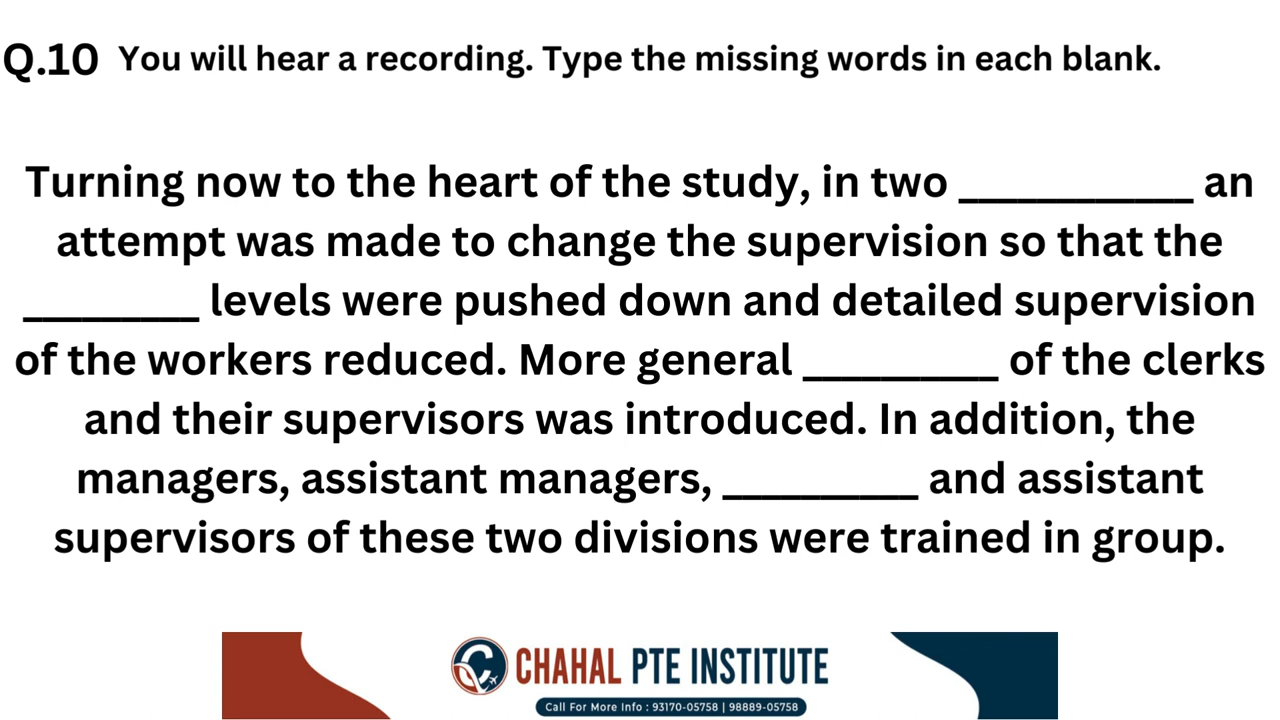 Q.10 You will hear a recording. Type the missing words in each blank.
Turning now to the heart of the study, in two ____________ an
attempt was made to change the supervision so that the
_________ levels were pushed down and detailed supervision
of the workers reduced. More general __________ of the clerks
and their supervisors was introduced. In addition, the
managers, assistant managers, __________ and assistant
supervisors of these two divisions were trained in group.
CHAHAL PTE INSTITUTE
Call For More Info : 93170-05758 | 98889-05758